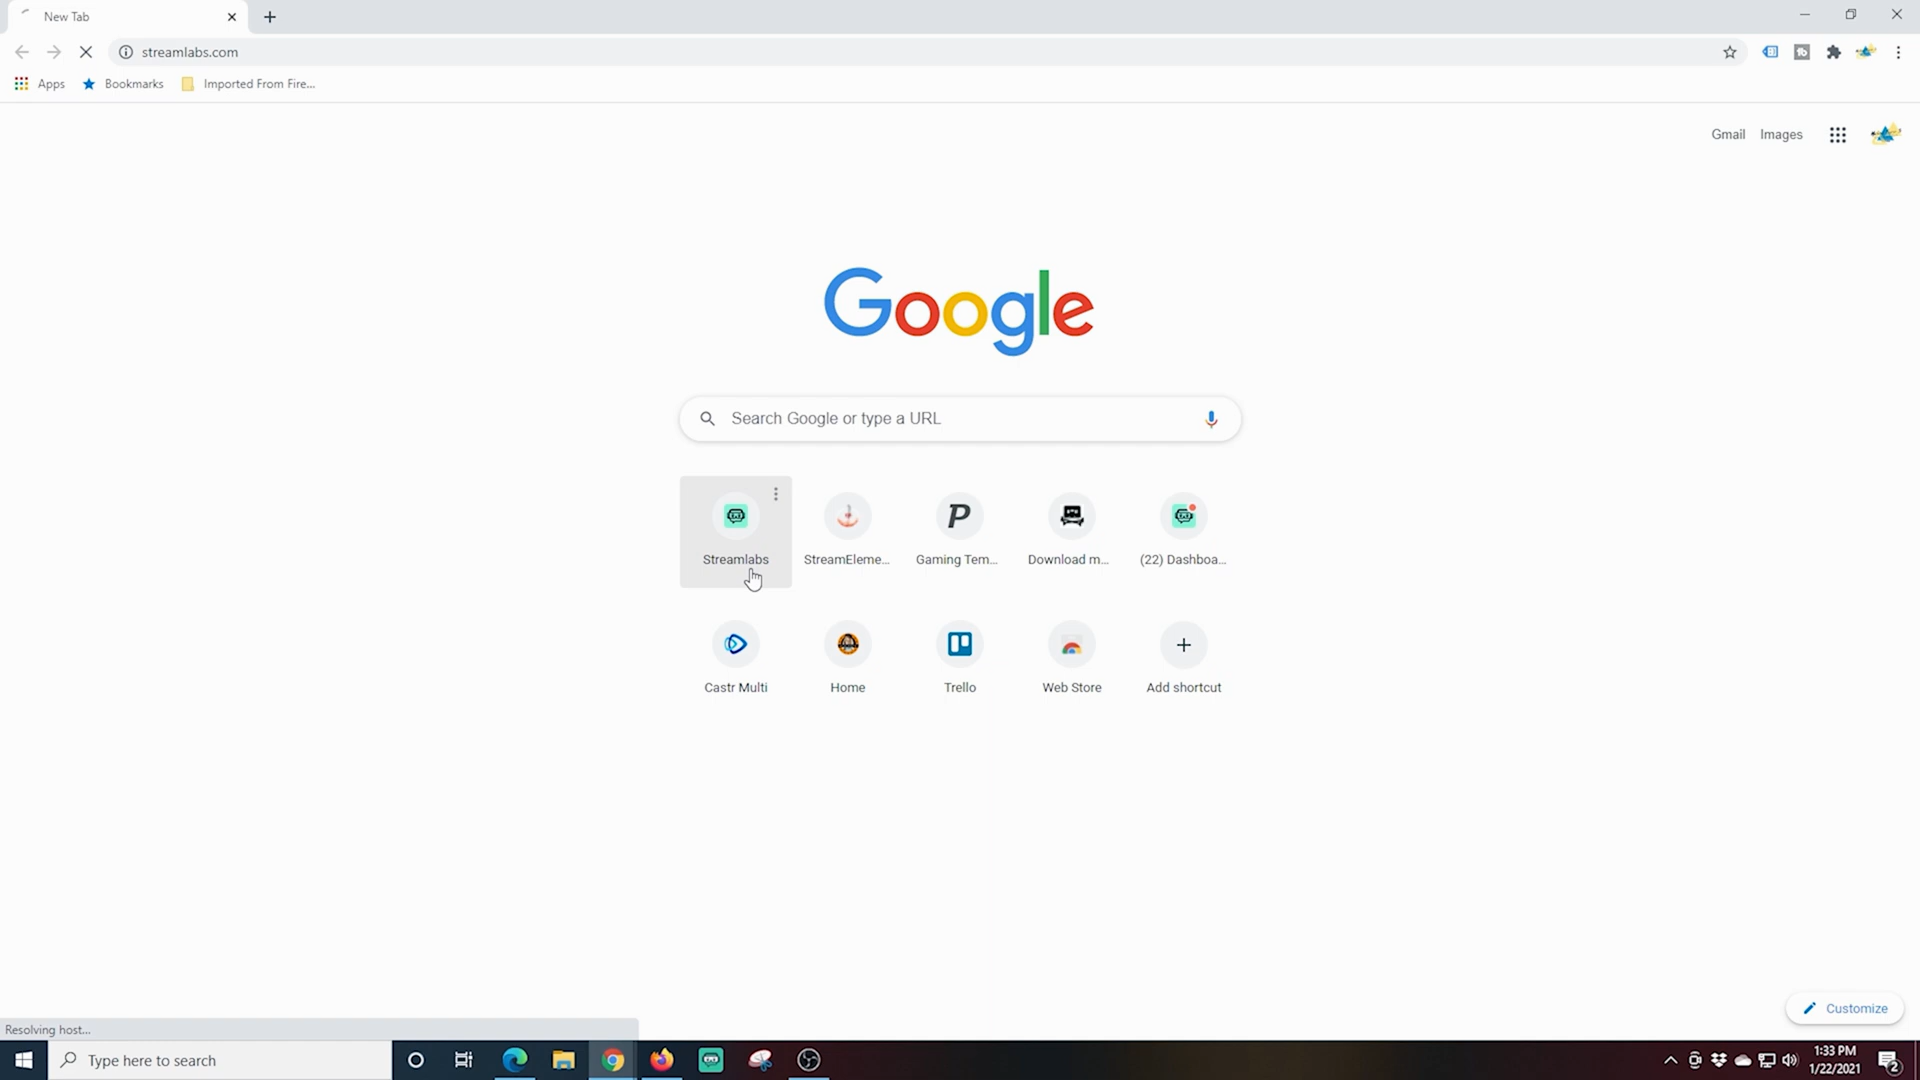 New Tab
streamlabs.com
Apps Bookmarks Imported From Fire...
Gmail Images
Google
Search Google or type a URL
Streamlabs StreamEleme... Gaming Tem... Download m... (22) Dashboa...
Castr Multi Home Trello Web Store Add shortcut
Customize
Resolving host...
Type here to search
1:33 PM
1/22/2021
2